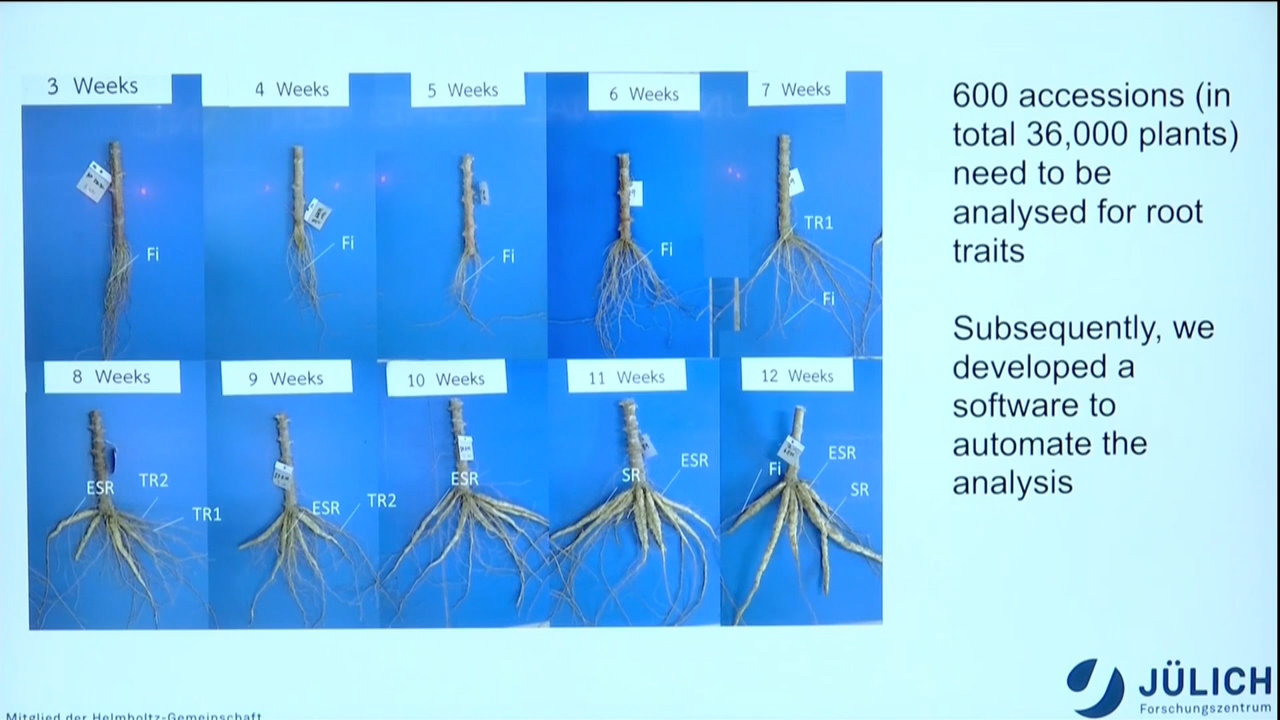 3 Weeks
4 Weeks
5 Weeks
6 Weeks
7 Weeks
Fi
Fi
Fi
Fi
TR1
Fi
8 Weeks
9 Weeks
10 Weeks
11 Weeks
12 Weeks
ESR
TR2
TR1
ESR
TR2
ESR
SR
ESR
Fi
ESR
SR
600 accessions (in
total 36,000 plants)
need to be
analysed for root
traits
Subsequently, we
developed a
software to
automate the
analysis
Mitglied der Helmholtz-Gemeinschaft
JÜLICH
Forschungszentrum